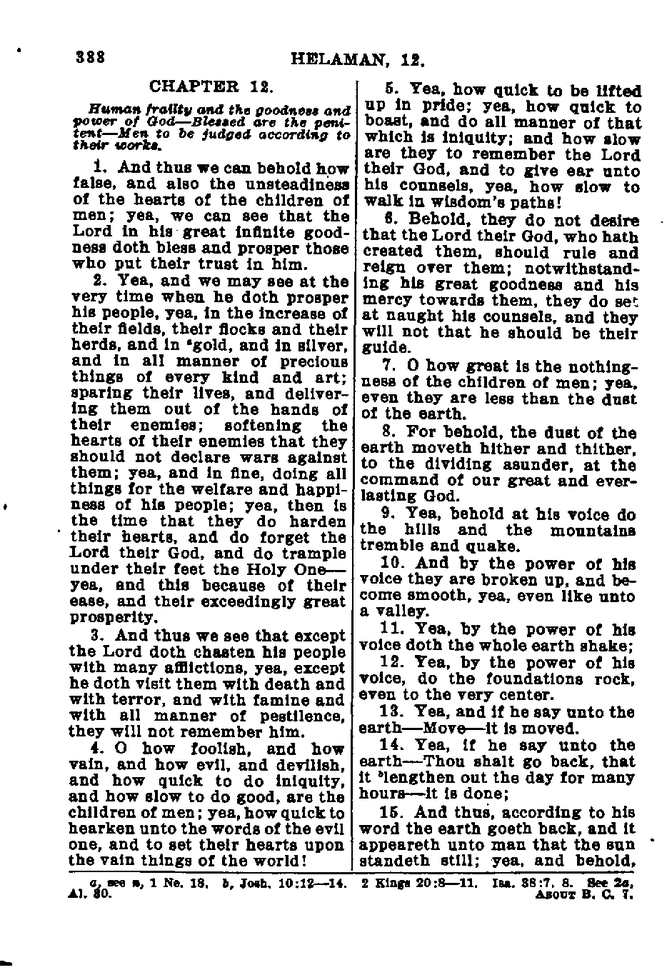 388
HELAMAN, 12.
CHAPTER 12.
Human frailty and the goodness and
power of God—Blessed are the peni-
tent—Men to be judged according to
their works.
1. And thus we can behold how
false, and also the unsteadiness
of the hearts of the children of
men; yea, we can see that the
Lord in his great infinite good-
ness doth bless and prosper those
who put their trust in him.
2. Yea, and we may see at the
very time when he doth prosper
his people, yea, in the increase of
their fields, their flocks and their
herds, and in ᵃgold, and in silver,
and in all manner of precious
things of every kind and art;
sparing their lives, and deliver-
ing them out of the hands of
their enemies; softening the
hearts of their enemies that they
should not declare wars against
them; yea, and in fine, doing all
things for the welfare and happi-
ness of his people; yea, then is
the time that they do harden
their hearts, and do forget the
Lord their God, and do trample
under their feet the Holy One—
yea, and this because of their
ease, and their exceedingly great
prosperity.
3. And thus we see that except
the Lord doth chasten his people
with many afflictions, yea, except
he doth visit them with death and
with terror, and with famine and
with all manner of pestilence,
they will not remember him.
4. O how foolish, and how
vain, and how evil, and devilish,
and how quick to do iniquity,
and how slow to do good, are the
children of men; yea, how quick to
hearken unto the words of the evil
one, and to set their hearts upon
the vain things of the world!
5. Yea, how quick to be lifted
up in pride; yea, how quick to
boast, and do all manner of that
which is iniquity; and how slow
are they to remember the Lord
their God, and to give ear unto
his counsels, yea, how slow to
walk in wisdom's paths!
6. Behold, they do not desire
that the Lord their God, who hath
created them, should rule and
reign over them; notwithstand-
ing his great goodness and his
mercy towards them, they do set
at naught his counsels, and they
will not that he should be their
guide.
7. O how great is the nothing-
ness of the children of men; yea,
even they are less than the dust
of the earth.
8. For behold, the dust of the
earth moveth hither and thither,
to the dividing asunder, at the
command of our great and ever-
lasting God.
9. Yea, behold at his voice do
the hills and the mountains
tremble and quake.
10. And by the power of his
voice they are broken up, and be-
come smooth, yea, even like unto
a valley.
11. Yea, by the power of his
voice doth the whole earth shake;
12. Yea, by the power of his
voice, do the foundations rock,
even to the very center.
13. Yea, and if he say unto the
earth—Move—it is moved.
14. Yea, if he say unto the
earth—Thou shalt go back, that
it ᵇlengthen out the day for many
hours—it is done;
15. And thus, according to his
word the earth goeth back, and it
appeareth unto man that the sun
standeth still; yea, and behold,
a, see n, 1 Ne. 18. b, Josh. 10:12—14. 2 Kings 20:8—11. Isa. 38:7, 8. See 2a,
Al. 30.
ABOUT B. C. 7.